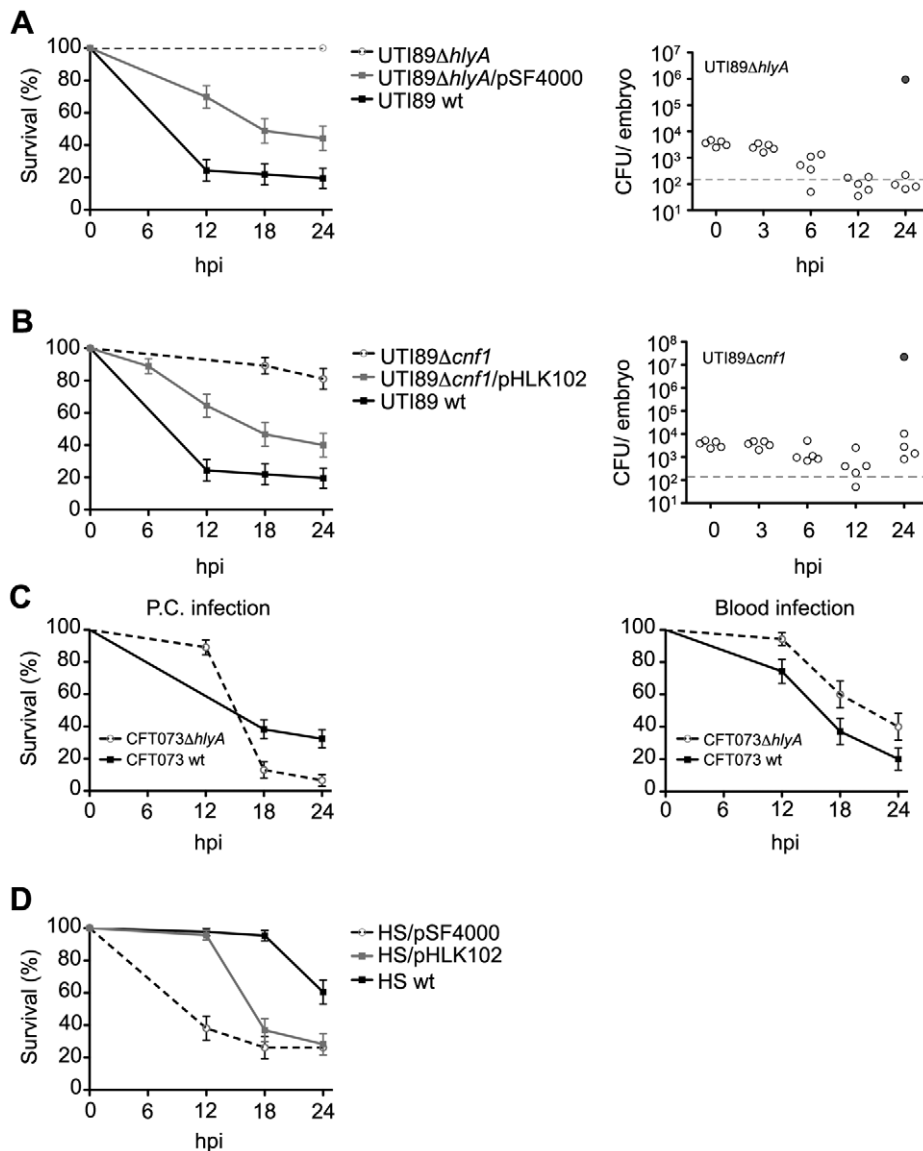 A
Survival (%)
100
80
60
40
20
0
0 6 12 18 24
hpi
UTI89ΔhlyA
UTI89ΔhlyA/pSF4000
UTI89 wt
CFU/ embryo
10⁷
10⁶
10⁵
10⁴
10³
10²
10¹
UTI89ΔhlyA
0 3 6 12 24
hpi
B
Survival (%)
100
80
60
40
20
0
0 6 12 18 24
hpi
UTI89Δcnf1
UTI89Δcnf1/pHLK102
UTI89 wt
CFU/ embryo
10⁸
10⁷
10⁶
10⁵
10⁴
10³
10²
10¹
UTI89Δcnf1
0 3 6 12 24
hpi
C
P.C. infection
Survival (%)
100
80
60
40
20
0
CFT073ΔhlyA
CFT073 wt
0 6 12 18 24
hpi
Blood infection
Survival (%)
100
80
60
40
20
0
CFT073ΔhlyA
CFT073 wt
0 6 12 18 24
hpi
D
Survival (%)
100
80
60
40
20
0
0 6 12 18 24
hpi
HS/pSF4000
HS/pHLK102
HS wt